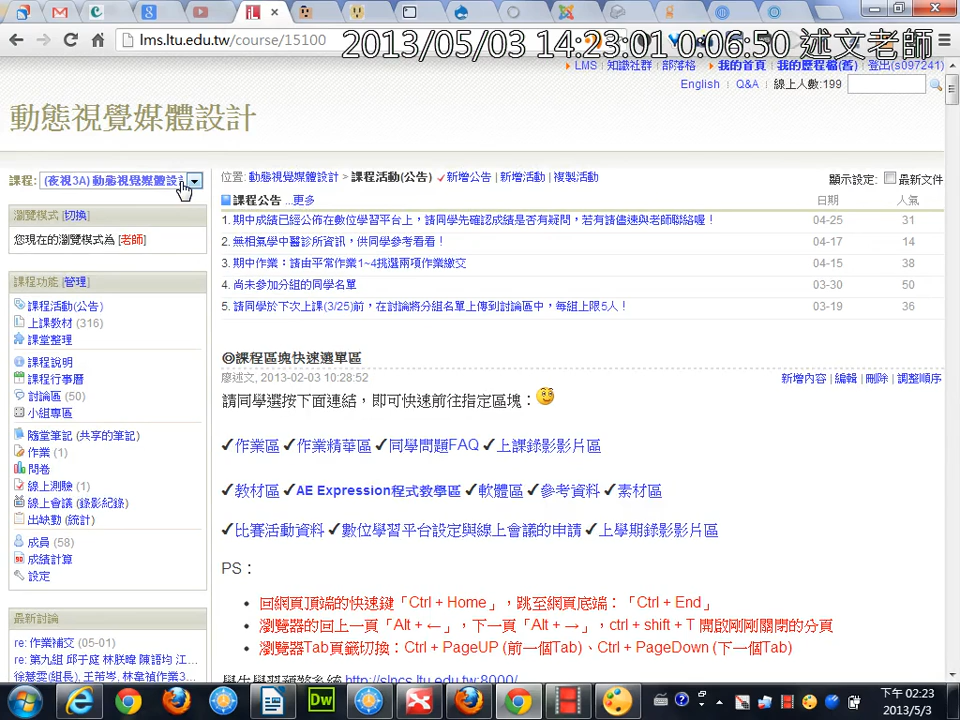 lms.ltu.edu.tw/course/15100
2013/05/03 14:23:01 0:06:50 述文老師
LMS | 知識社群 | 部落格 我的首頁 我的歷程檔(舊) 登出(s097241)
English | Q&A | 線上人數:199
動態視覺媒體設計
課程: (夜視3A) 動態視覺媒體設計
位置: 動態視覺媒體設計 > 課程活動(公告) 新增公告 | 新增活動 | 複製活動
顯示設定: 最新文件
瀏覽模式 [切換]
您現在的瀏覽模式為 [老師]
課程功能 [管理]
課程活動(公告)
上課教材 (316)
課堂整理
課程說明
課程行事曆
討論區 (50)
小組專區
隨堂筆記 (共享的筆記)
作業 (1)
問卷
線上測驗 (1)
線上會議 (錄影紀錄)
出缺勤 (統計)
成員 (58)
成績計算
設定
最新討論
re: 作業補交 (05-01)
re: 第九組 邱于庭 林朕暐 陳語均 江...
課程公告 ...更多 日期 人氣
1. 期中成績已經公佈在數位學習平台上，請同學先確認成績是否有疑問，若有請儘速與老師聯絡喔！ 04-25 31
2. 無相氣學中醫診所資訊，供同學參考看看！ 04-17 14
3. 期中作業：請由平常作業1~4挑選兩項作業繳交 04-15 38
4. 尚未參加分組的同學名單 03-30 50
5. 請同學於下次上課(3/25)前，在討論將分組名單上傳到討論區中，每組上限5人！ 03-19 36
◎課程區塊快速選單區
廖述文, 2013-02-03 10:28:52
新增內容 | 編輯 | 刪除 | 調整順序
請同學選按下面連結，即可快速前往指定區塊：
✓作業區 ✓作業精華區 ✓同學問題FAQ ✓上課錄影影片區
✓教材區 ✓AE Expression程式教學區 ✓軟體區 ✓參考資料 ✓素材區
✓比賽活動資料 ✓數位學習平台設定與線上會議的申請 ✓上學期錄影影片區
PS：
• 回網頁頂端的快速鍵「Ctrl + Home」，跳至網頁底端：「Ctrl + End」
• 瀏覽器的回上一頁「Alt + ←」，下一頁「Alt + →」，ctrl + shift + T 開啟剛剛關閉的分頁
• 瀏覽器Tab頁籤切換：Ctrl + PageUP (前一個Tab)、Ctrl + PageDown (下一個Tab)
http://slpcs.ltu.edu.tw:8000/
下午 02:23
2013/5/3